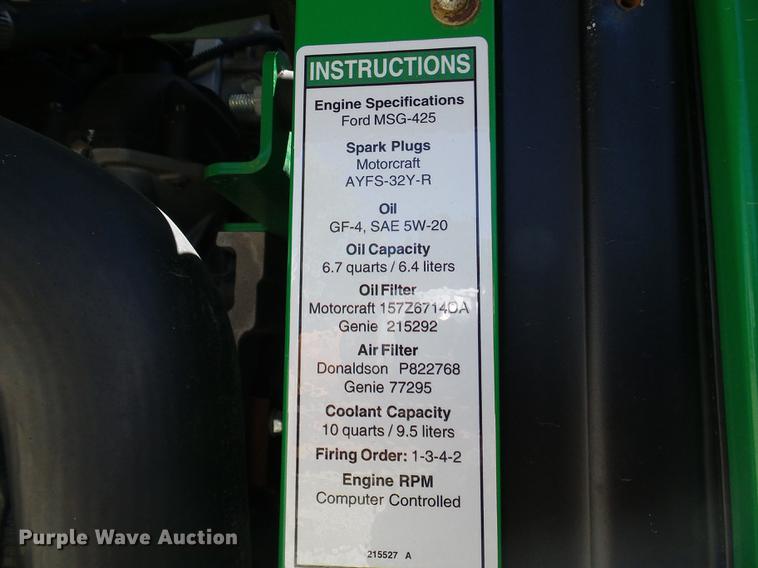 INSTRUCTIONS
Engine Specifications
Ford MSG-425
Spark Plugs
Motorcraft
AYFS-32Y-R
Oil
GF-4, SAE 5W-20
Oil Capacity
6.7 quarts / 6.4 liters
Oil Filter
Motorcraft 157Z6714DA
Genie 215292
Air Filter
Donaldson P822768
Genie 77295
Coolant Capacity
10 quarts / 9.5 liters
Firing Order: 1-3-4-2
Engine RPM
Computer Controlled
215527 A
Purple Wave Auction®